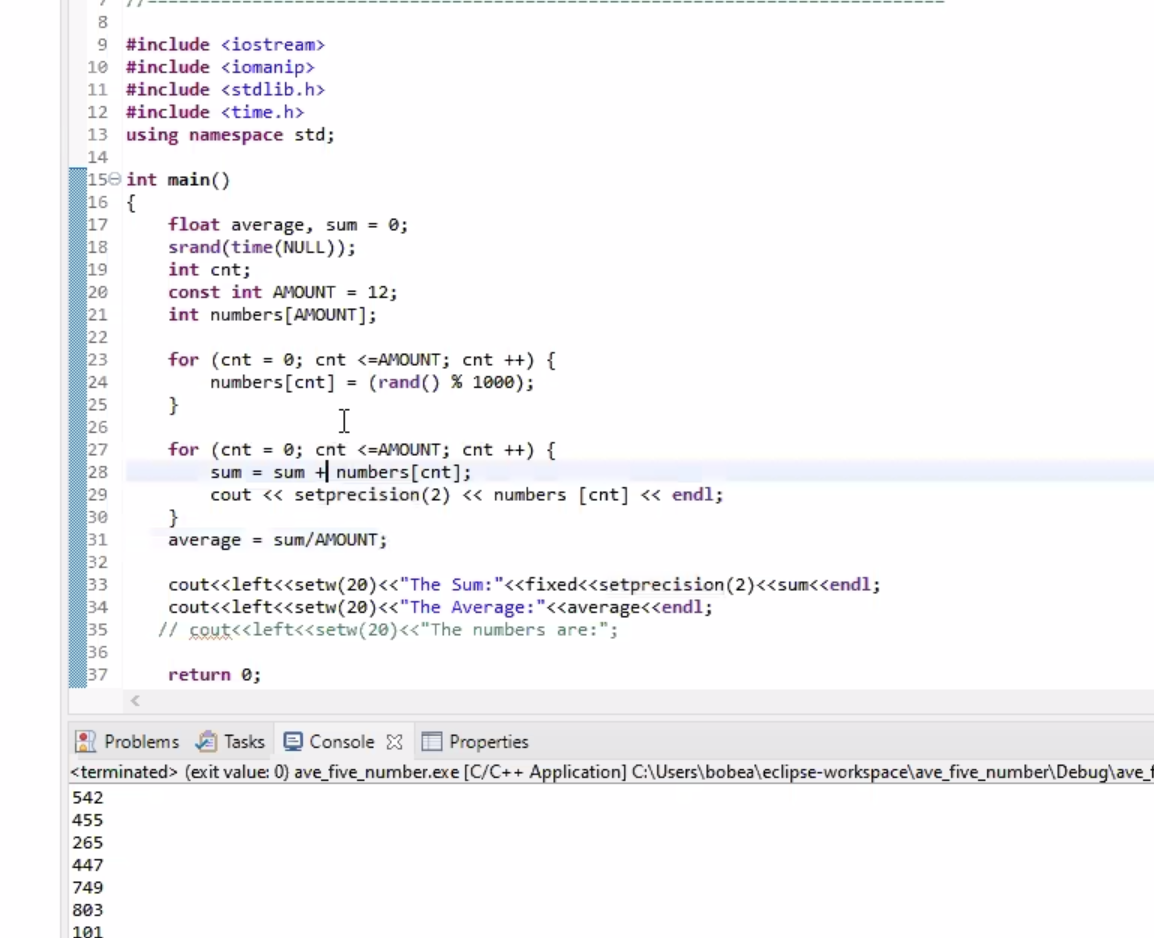 7 //----------------------------------------------------------------------------
8
9 #include <iostream>
10 #include <iomanip>
11 #include <stdlib.h>
12 #include <time.h>
13 using namespace std;
14
15 int main()
16 {
17 float average, sum = 0;
18 srand(time(NULL));
19 int cnt;
20 const int AMOUNT = 12;
21 int numbers[AMOUNT];
22
23 for (cnt = 0; cnt <=AMOUNT; cnt ++) {
24 numbers[cnt] = (rand() % 1000);
25 }
26
27 for (cnt = 0; cnt <=AMOUNT; cnt ++) {
28 sum = sum + numbers[cnt];
29 cout << setprecision(2) << numbers [cnt] << endl;
30 }
31 average = sum/AMOUNT;
32
33 cout<<left<<setw(20)<<"The Sum:"<<fixed<<setprecision(2)<<sum<<endl;
34 cout<<left<<setw(20)<<"The Average:"<<average<<endl;
35 // cout<<left<<setw(20)<<"The numbers are:";
36
37 return 0;
Problems Tasks Console Properties
<terminated> (exit value: 0) ave_five_number.exe [C/C++ Application] C:\Users\bobea\eclipse-workspace\ave_five_number\Debug\ave_f
542
455
265
447
749
803
101